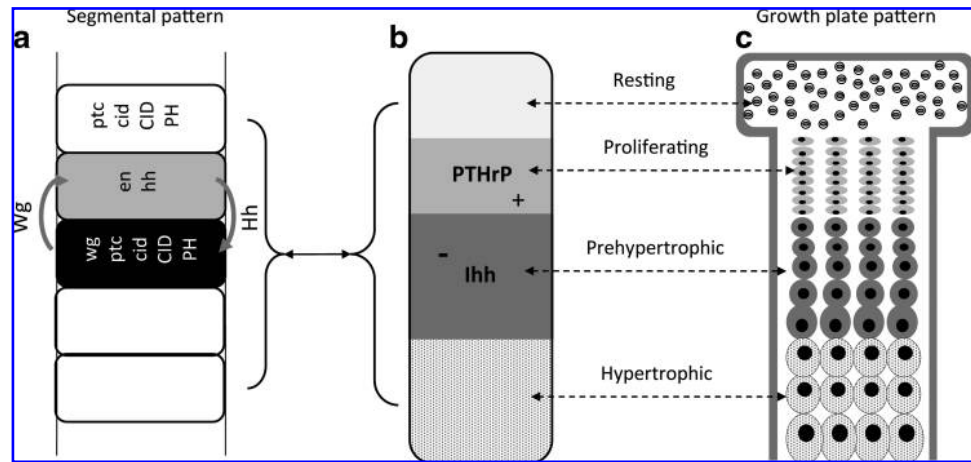 Segmental pattern
Growth plate pattern
a
b
c
ptc
cid
CID
PH
en
hh
wg
ptc
cid
CID
PH
Wg
Hh
PTHrP
+
-
Ihh
Resting
Proliferating
Prehypertrophic
Hypertrophic